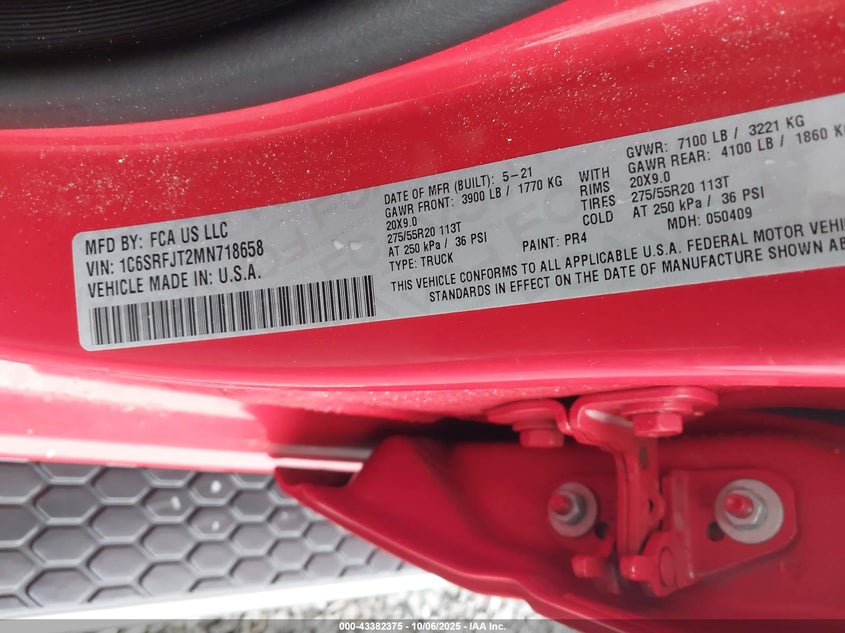 MFD BY: FCA US LLC
VIN: 1C6SRFJT2MN718658
VEHICLE MADE IN: U.S.A.
DATE OF MFR (BUILT): 5-21
GAWR FRONT: 3900 LB / 1770 KG
20X9.0
275/55R20 113T
AT 250 kPa / 36 PSI
TYPE: TRUCK
PAINT: PR4
WITH
RIMS
TIRES
COLD
GVWR: 7100 LB / 3221 KG
GAWR REAR: 4100 LB / 1860 K
20X9.0
275/55R20 113T
AT 250 kPa / 36 PSI
MDH: 050409
THIS VEHICLE CONFORMS TO ALL APPLICABLE U.S.A. FEDERAL MOTOR VEHIC
STANDARDS IN EFFECT ON THE DATE OF MANUFACTURE SHOWN ABO
000-43382375 - 10/06/2025 - IAA Inc.